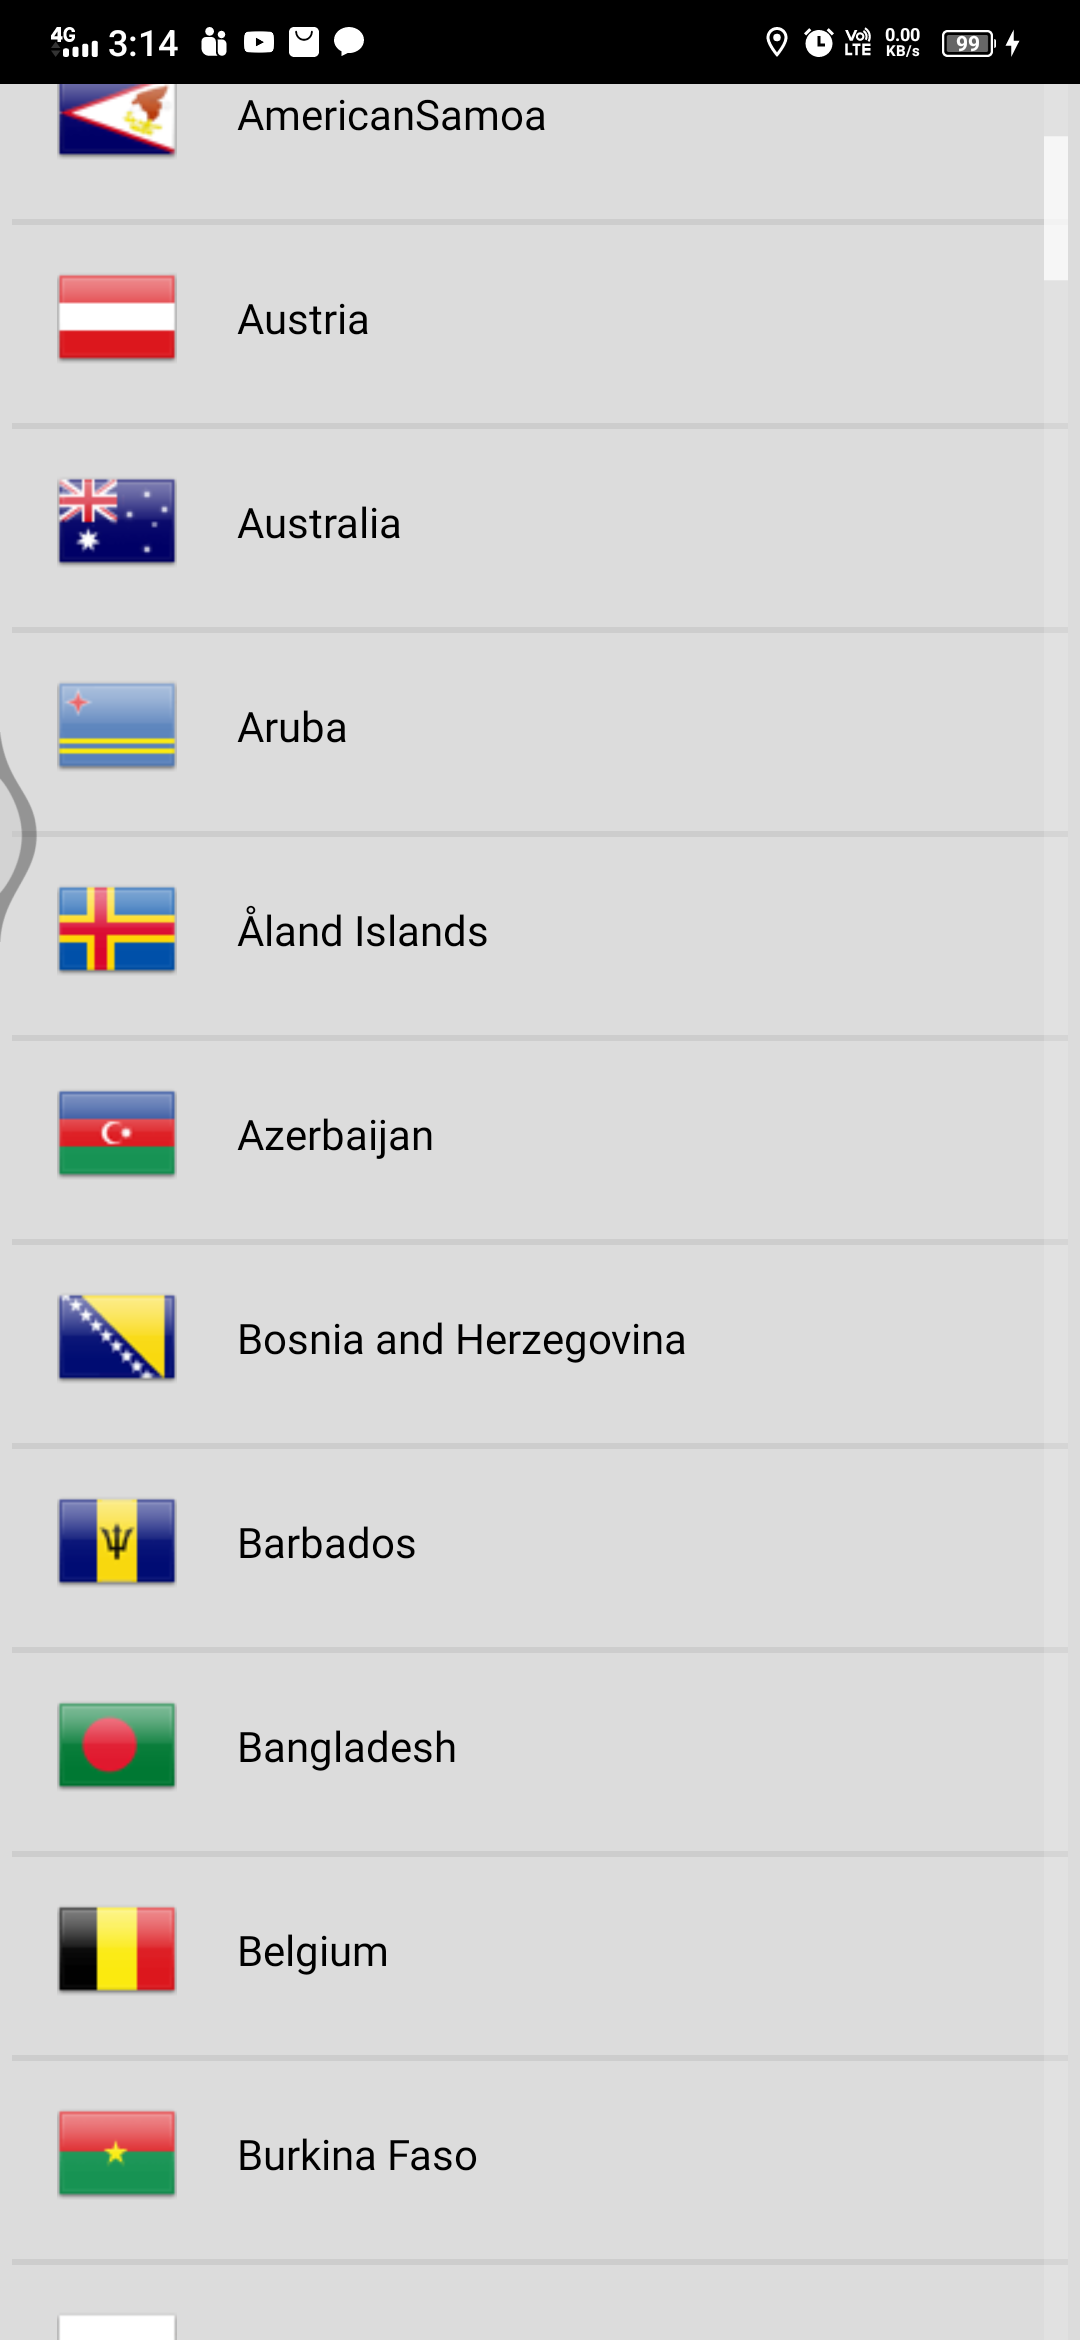 4G 3:14 Vo) LTE 0.00 KB/s 99
AmericanSamoa
Austria
Australia
Aruba
Åland Islands
Azerbaijan
Bosnia and Herzegovina
Barbados
Bangladesh
Belgium
Burkina Faso